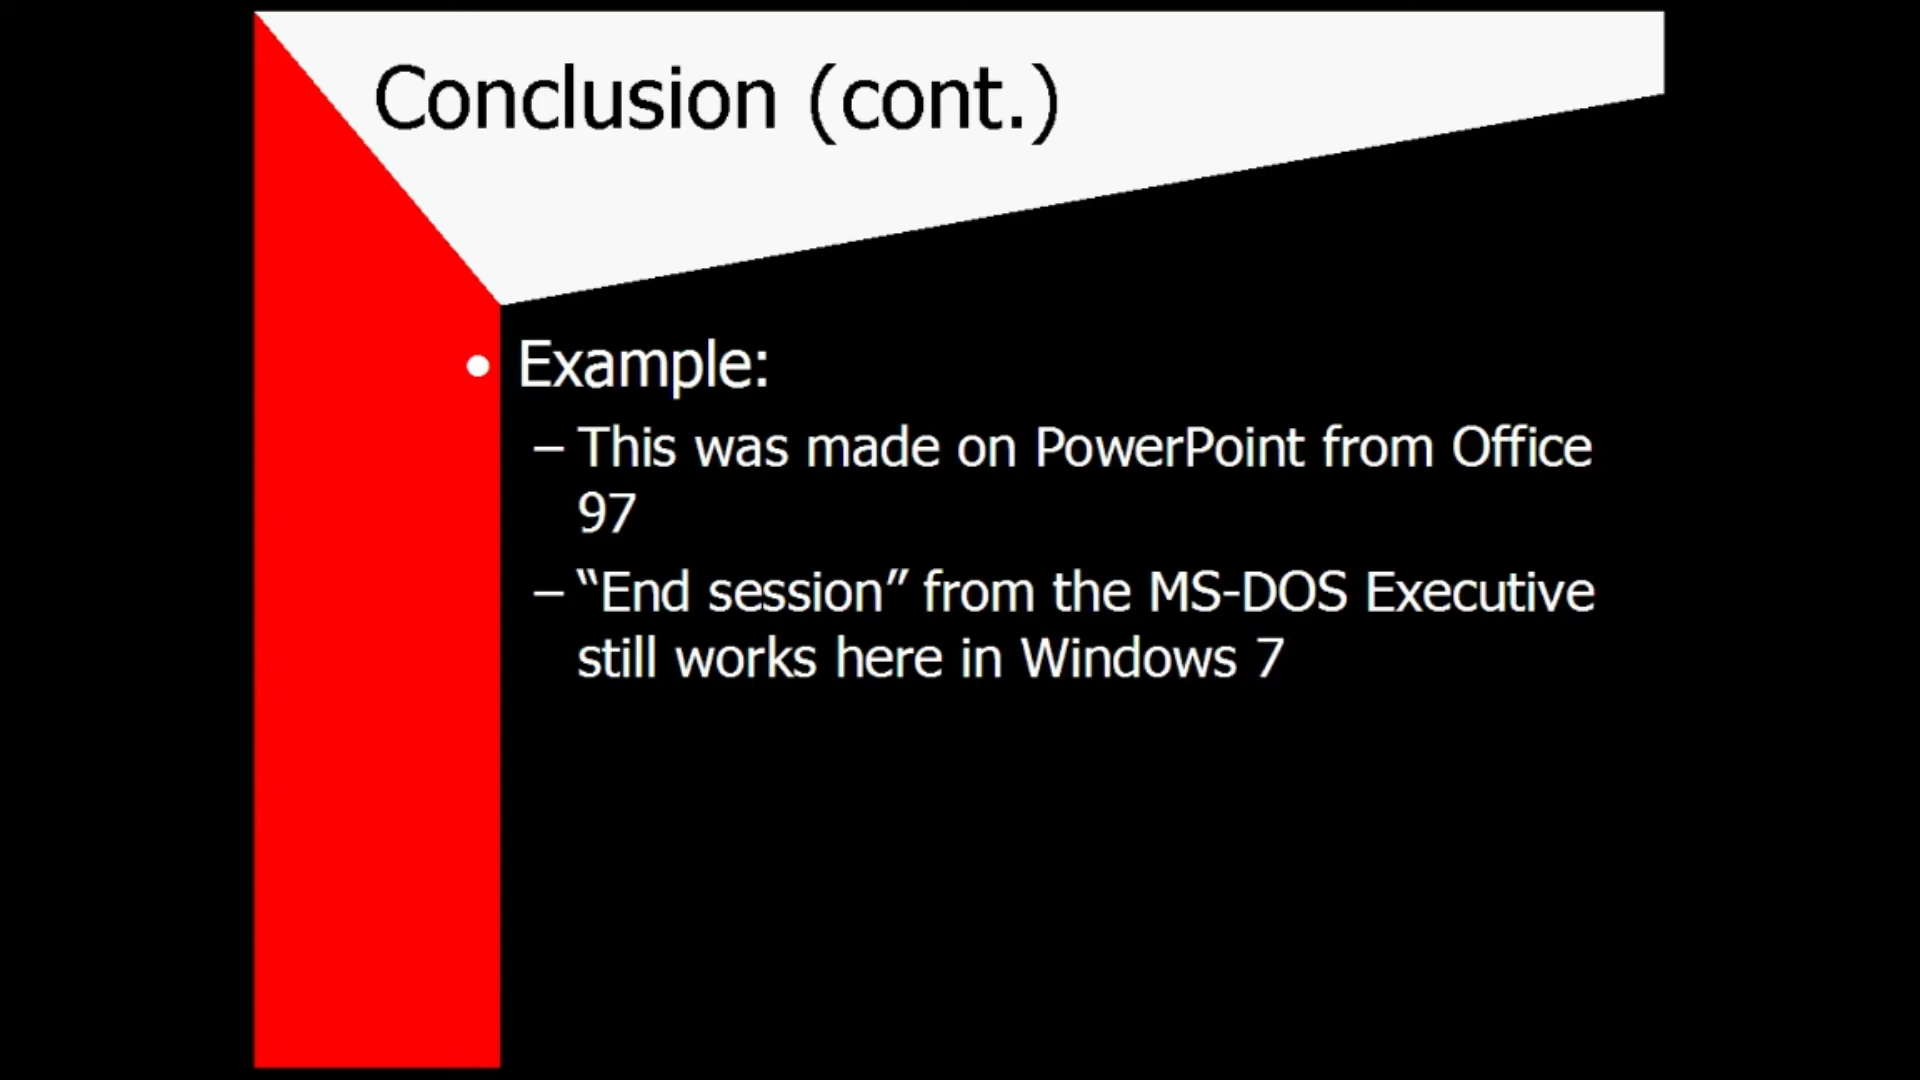 Conclusion (cont.)
• Example:
– This was made on PowerPoint from Office
97
– “End session” from the MS-DOS Executive
still works here in Windows 7